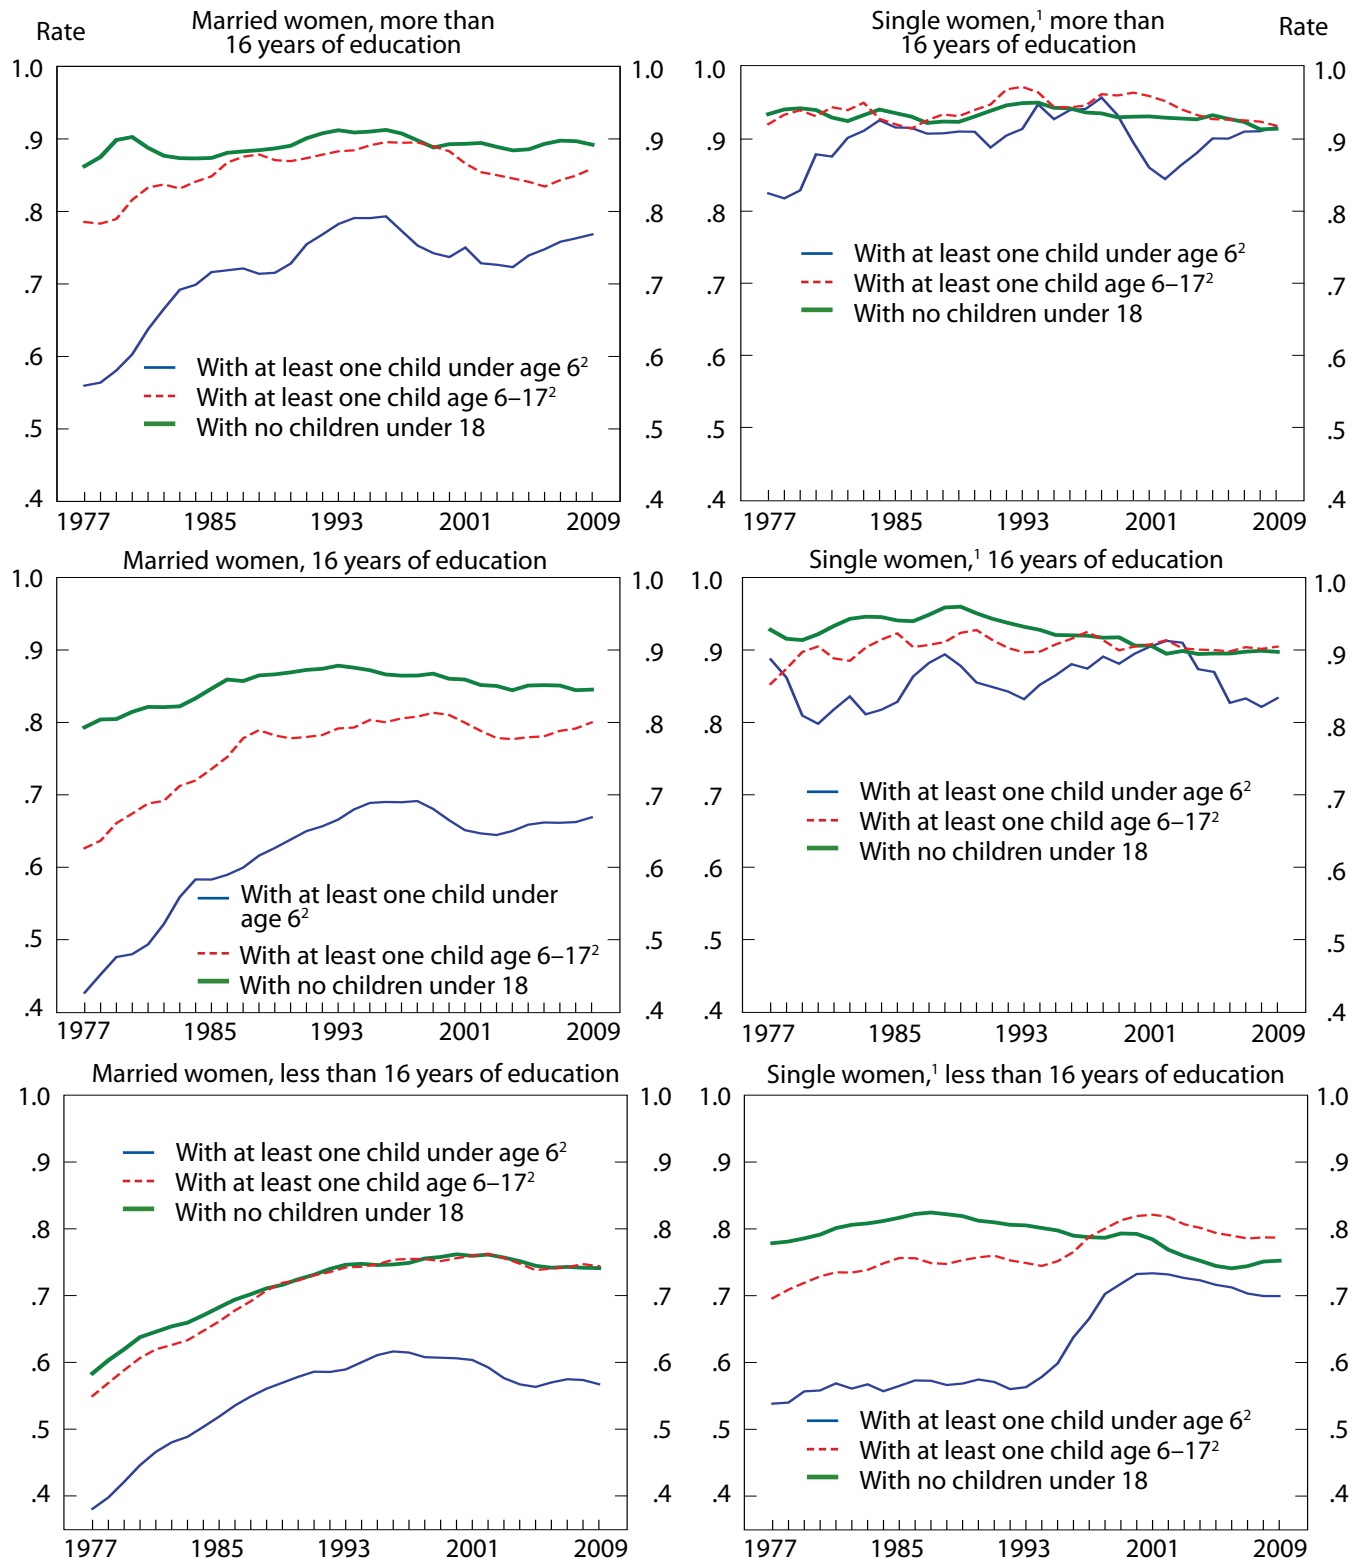 Rate
Married women, more than
16 years of education
1.0
.9
.8
.7
.6
.5
.4
1.0
.9
.8
.7
.6
.5
.4
With at least one child under age 6²
With at least one child age 6–17²
With no children under 18
1977 1985 1993 2001 2009
Single women,¹ more than
16 years of education
Rate
1.0
.9
.8
.7
.6
.5
.4
1.0
.9
.8
.7
.6
.5
.4
With at least one child under age 6²
With at least one child age 6–17²
With no children under 18
1977 1985 1993 2001 2009
Married women, 16 years of education
1.0
.9
.8
.7
.6
.5
.4
1.0
.9
.8
.7
.6
.5
.4
With at least one child under
age 6²
With at least one child age 6–17²
With no children under 18
1977 1985 1993 2001 2009
Single women,¹ 16 years of education
1.0
.9
.8
.7
.6
.5
.4
1.0
.9
.8
.7
.6
.5
.4
With at least one child under age 6²
With at least one child age 6–17²
With no children under 18
1977 1985 1993 2001 2009
Married women, less than 16 years of education
1.0
.9
.8
.7
.6
.5
.4
1.0
.9
.8
.7
.6
.5
.4
With at least one child under age 6²
With at least one child age 6–17²
With no children under 18
1977 1985 1993 2001 2009
Single women,¹ less than 16 years of education
1.0
.9
.8
.7
.6
.5
.4
1.0
.9
.8
.7
.6
.5
.4
With at least one child under age 6²
With at least one child age 6–17²
With no children under 18
1977 1985 1993 2001 2009